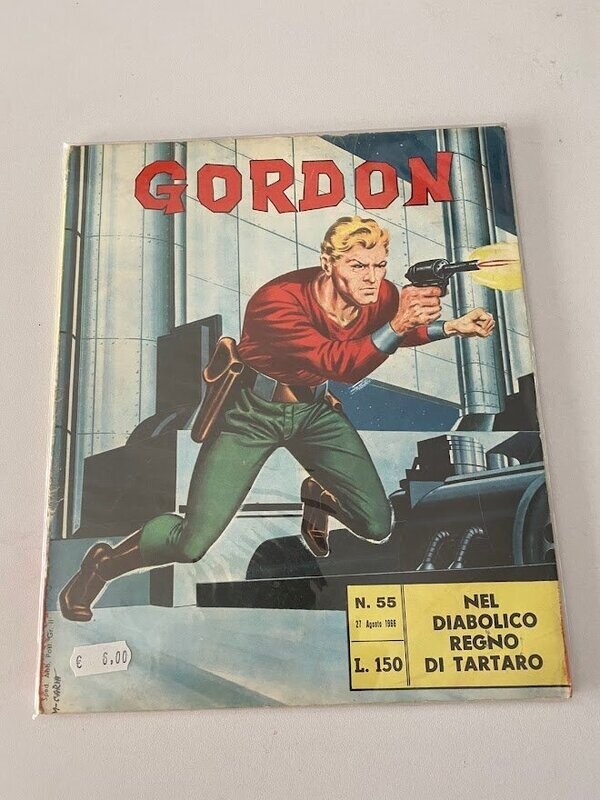 GORDON
N. 55
27 Agosto 1966
L. 150
NEL
DIABOLICO
REGNO
DI TARTARO
€ 6,00